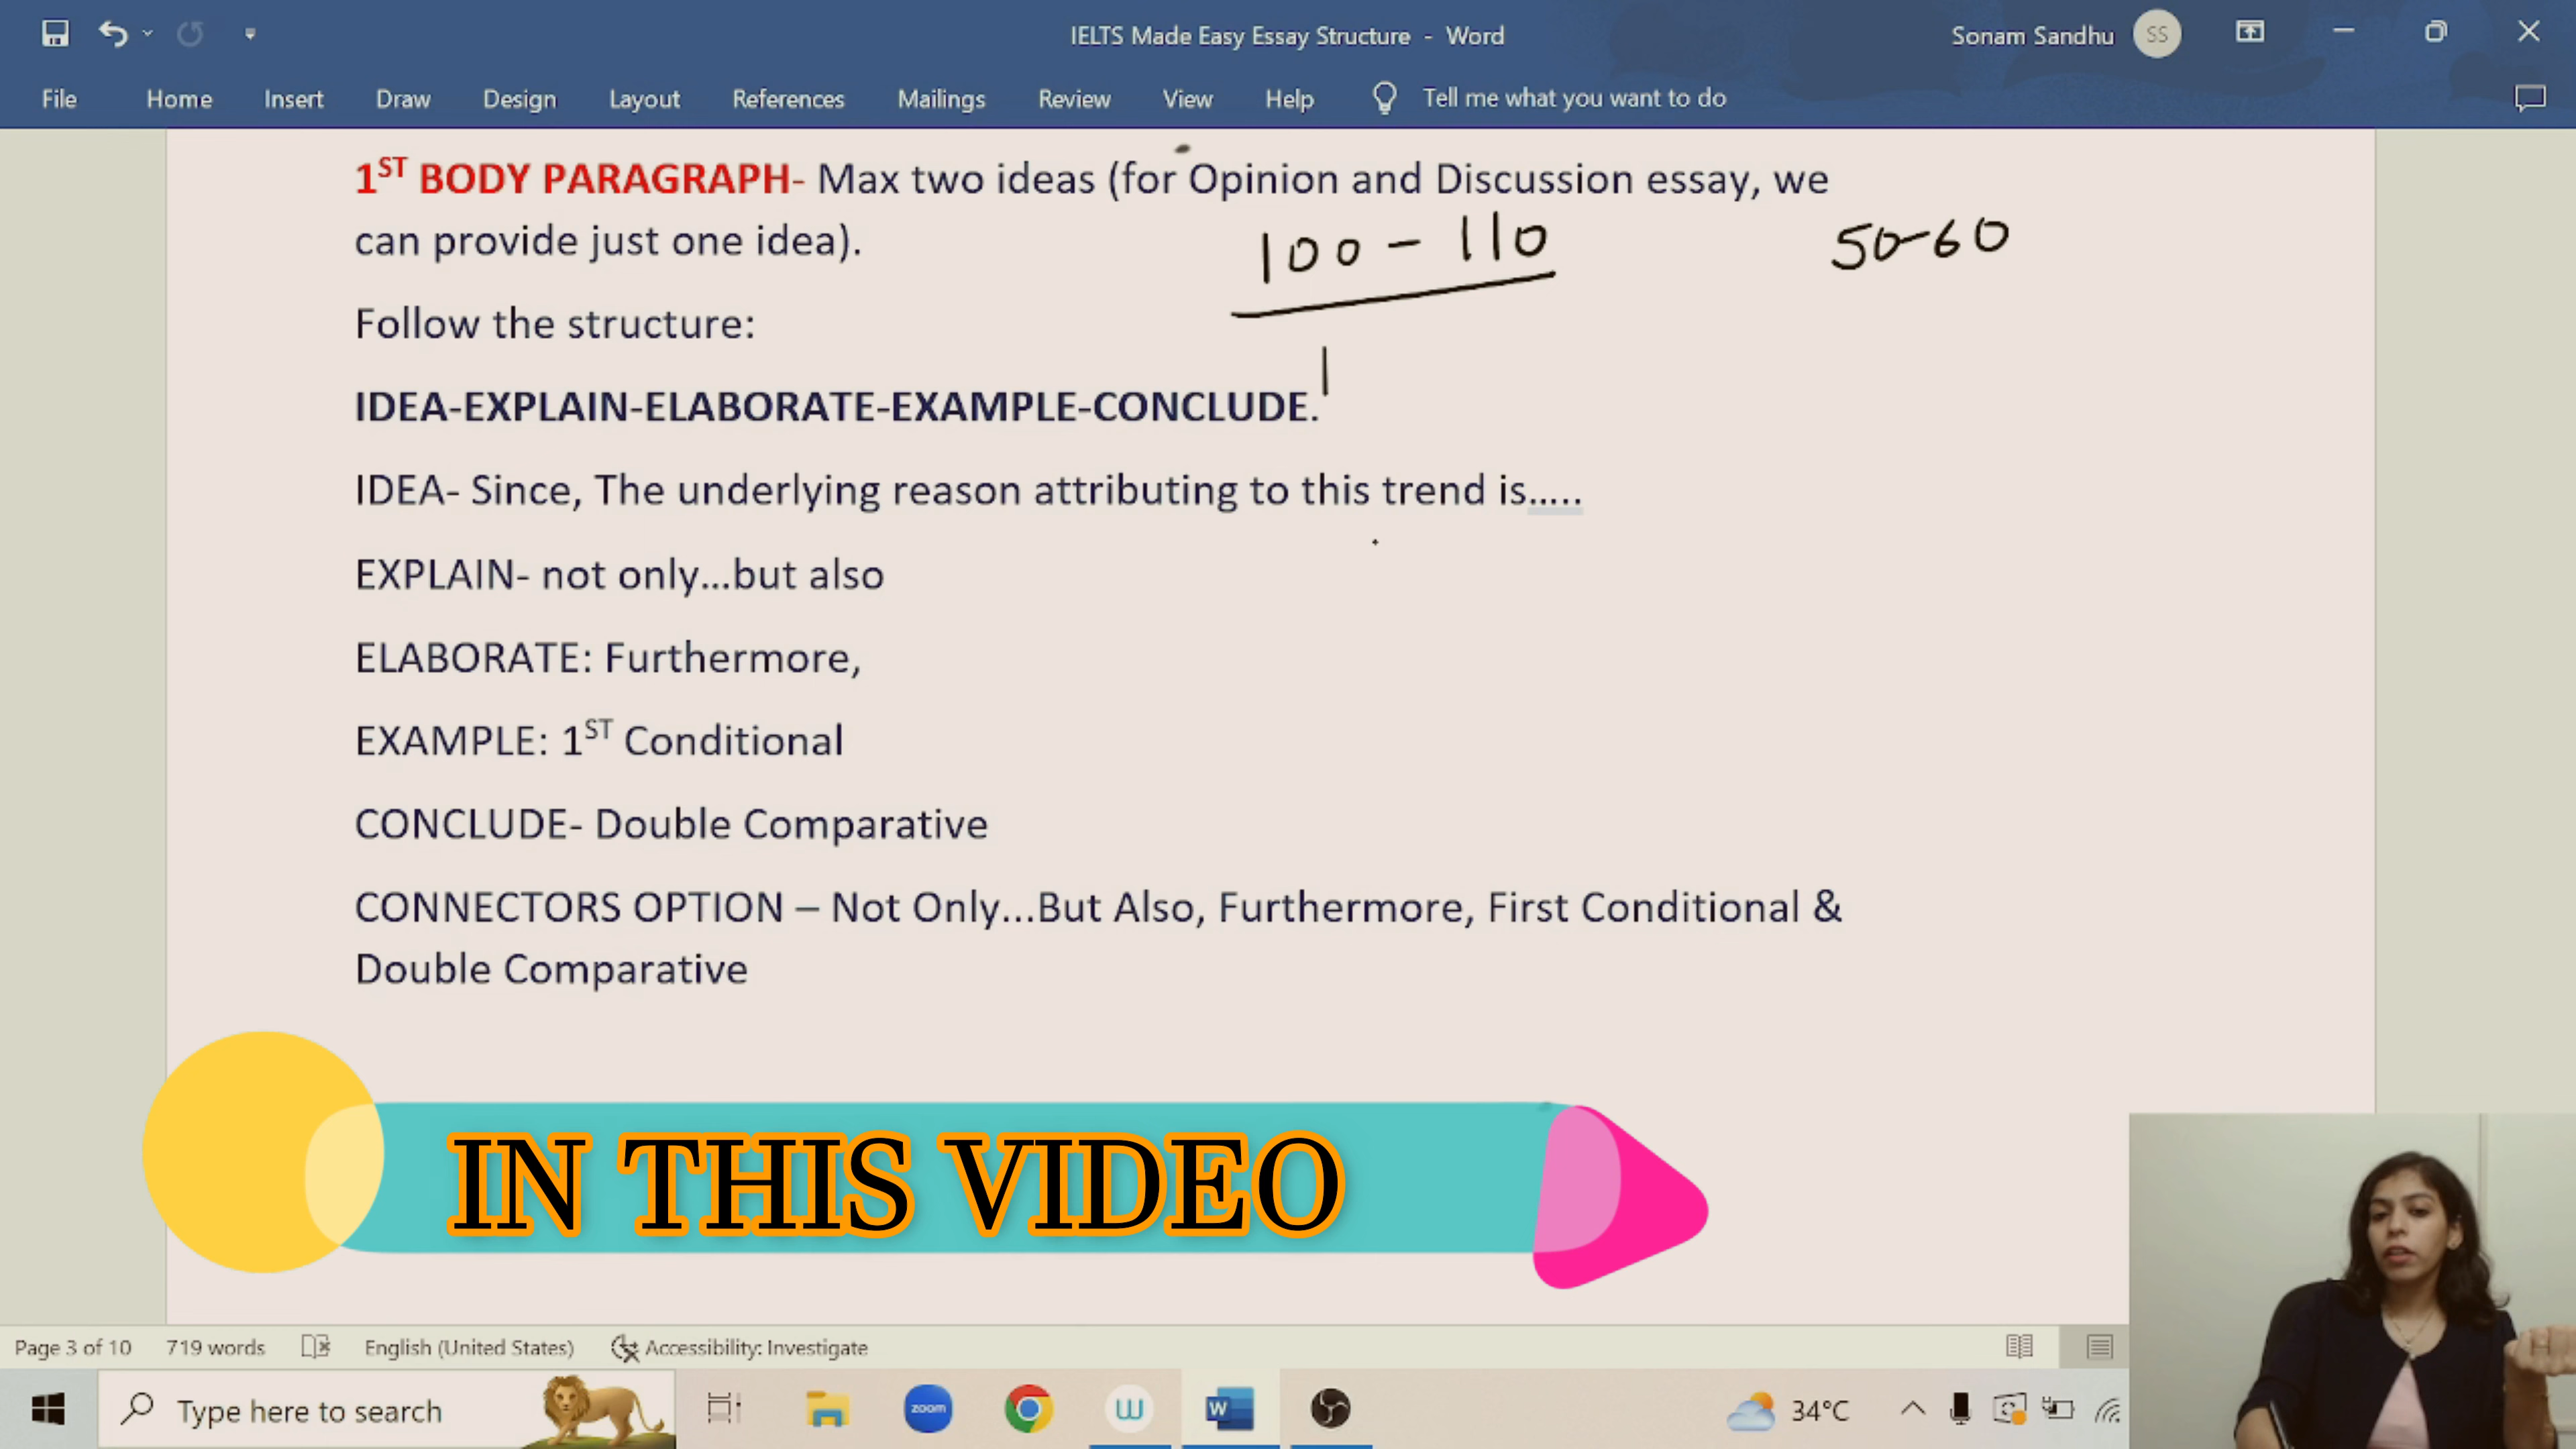 IELTS Made Easy Essay Structure - Word
Sonam Sandhu SS
File Home Insert Draw Design Layout References Mailings Review View Help Tell me what you want to do
1ST BODY PARAGRAPH- Max two ideas (for Opinion and Discussion essay, we
can provide just one idea).
100 - 110
50-60
Follow the structure:
IDEA-EXPLAIN-ELABORATE-EXAMPLE-CONCLUDE.
IDEA- Since, The underlying reason attributing to this trend is.....
EXPLAIN- not only...but also
ELABORATE: Furthermore,
EXAMPLE: 1ST Conditional
CONCLUDE- Double Comparative
CONNECTORS OPTION – Not Only...But Also, Furthermore, First Conditional &
Double Comparative
IN THIS VIDEO
Page 3 of 10 719 words English (United States) Accessibility: Investigate
Type here to search zoom W 34°C